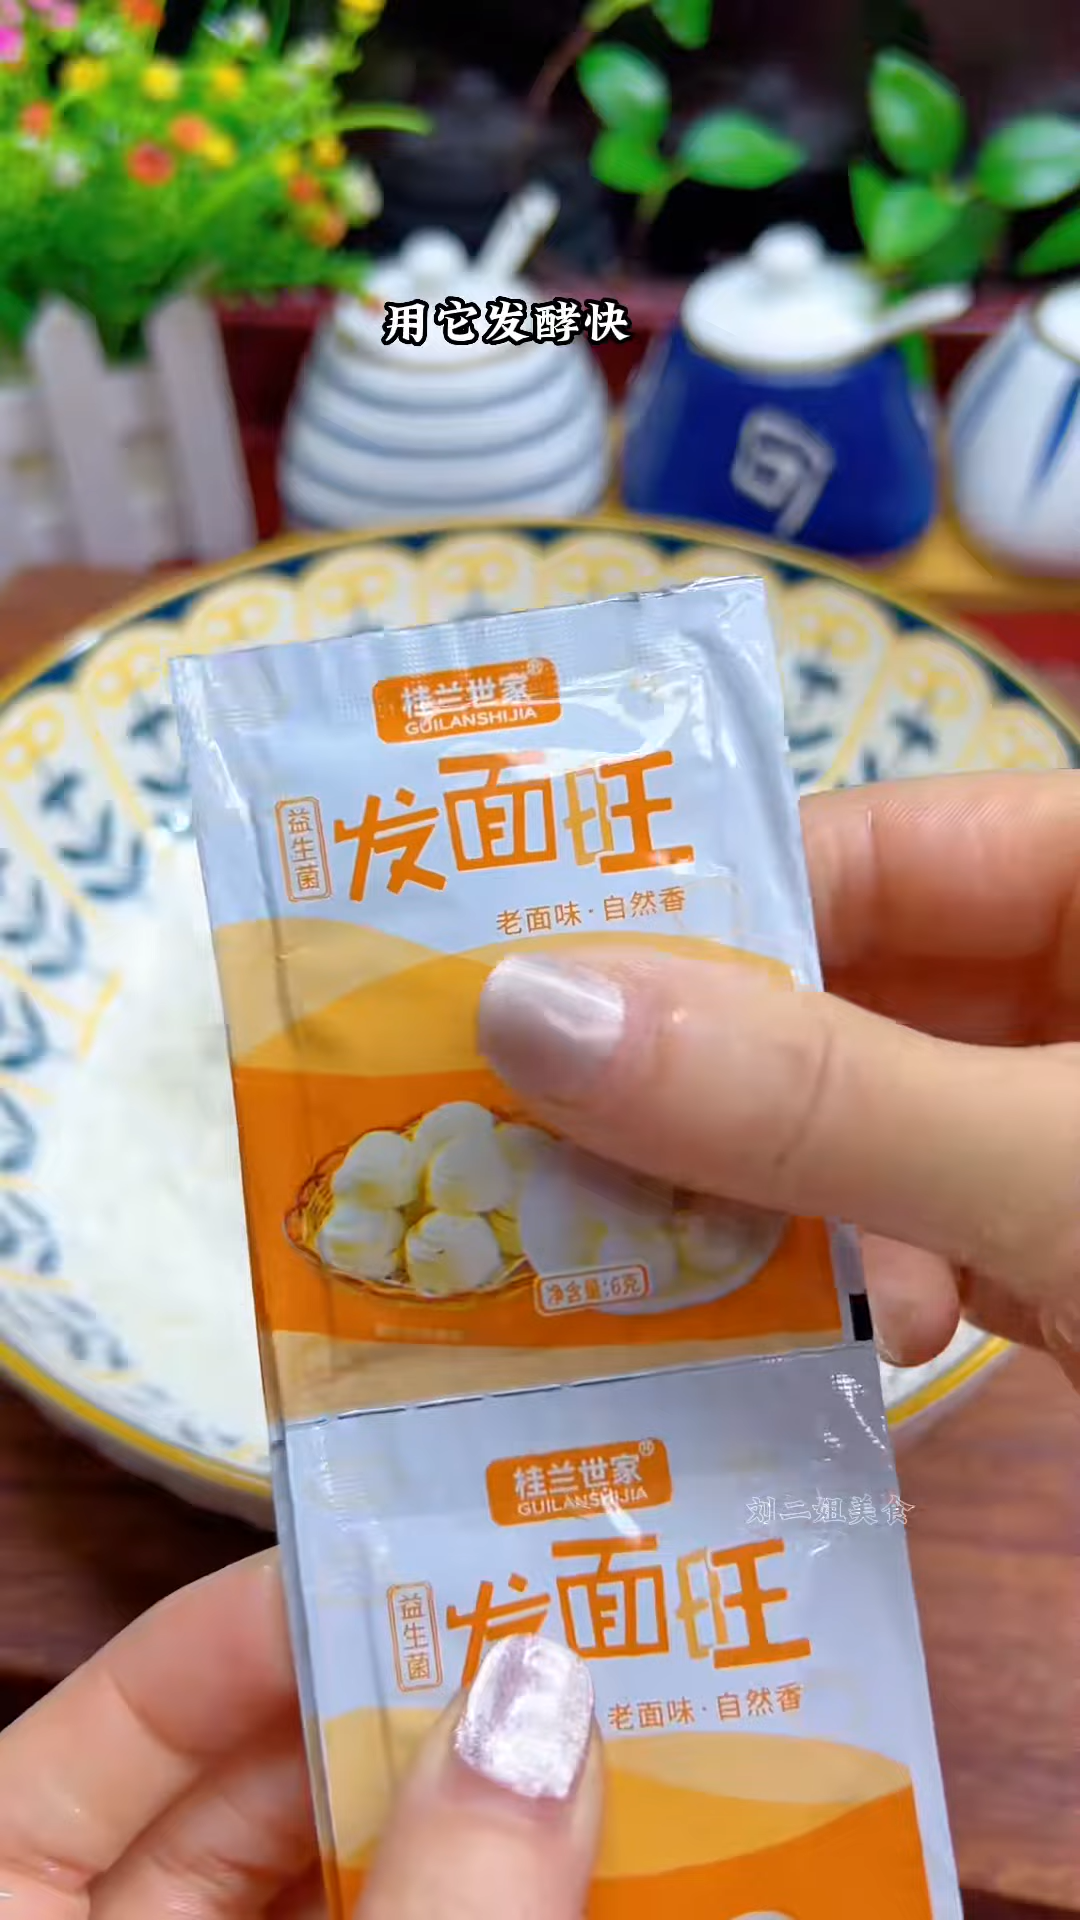 用它发酵快
桂兰世家®
GUILANSHIJIA
益生菌
发面旺
老面味·自然香
净含量:6克
桂兰世家®
GUILANSHIJIA
刘二姐美食
益生菌
发面旺
老面味·自然香